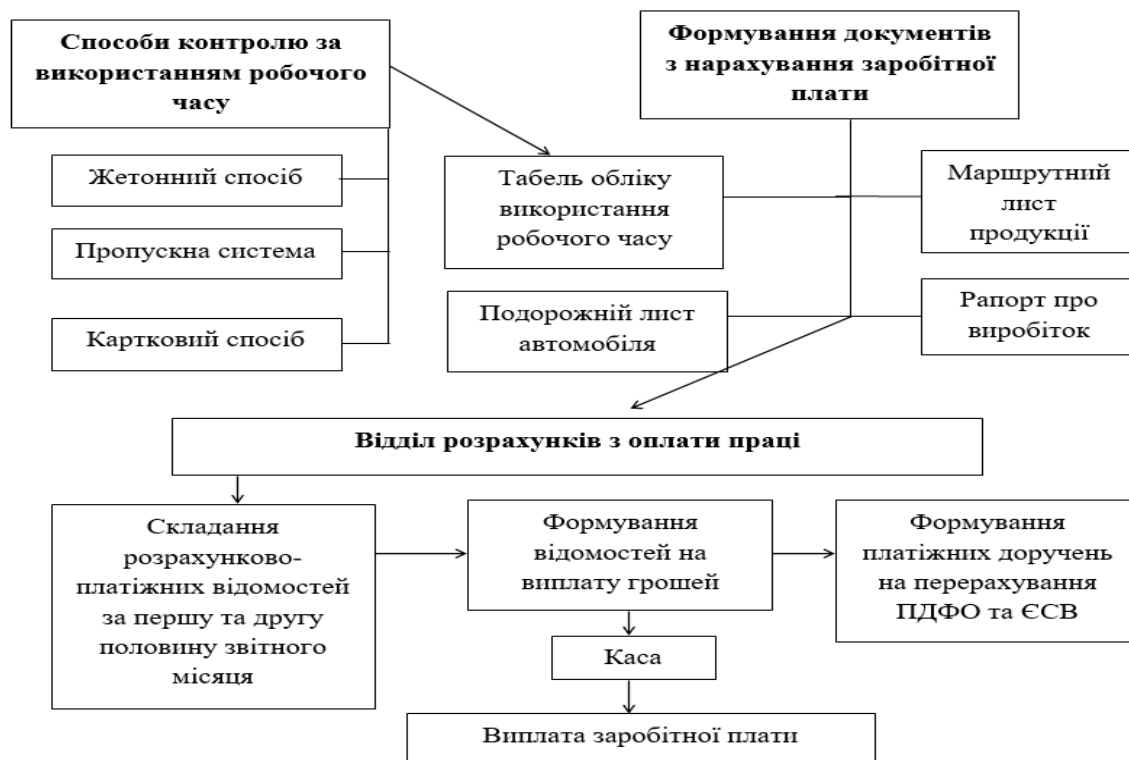 Способи контролю за
використанням робочого
часу
Формування документів
з нарахування заробітної
плати
Жетонний спосіб
Пропускна система
Картковий спосіб
Табель обліку
використання
робочого часу
Маршрутний
лист
продукції
Подорожній лист
автомобіля
Рапорт про
виробіток
Відділ розрахунків з оплати праці
Складання
розрахунково-
платіжних відомостей
за першу та другу
половину звітного
місяця
Формування
відомостей на
виплату грошей
Формування
платіжних доручень
на перерахування
ПДФО та ЄСВ
Каса
Виплата заробітної плати